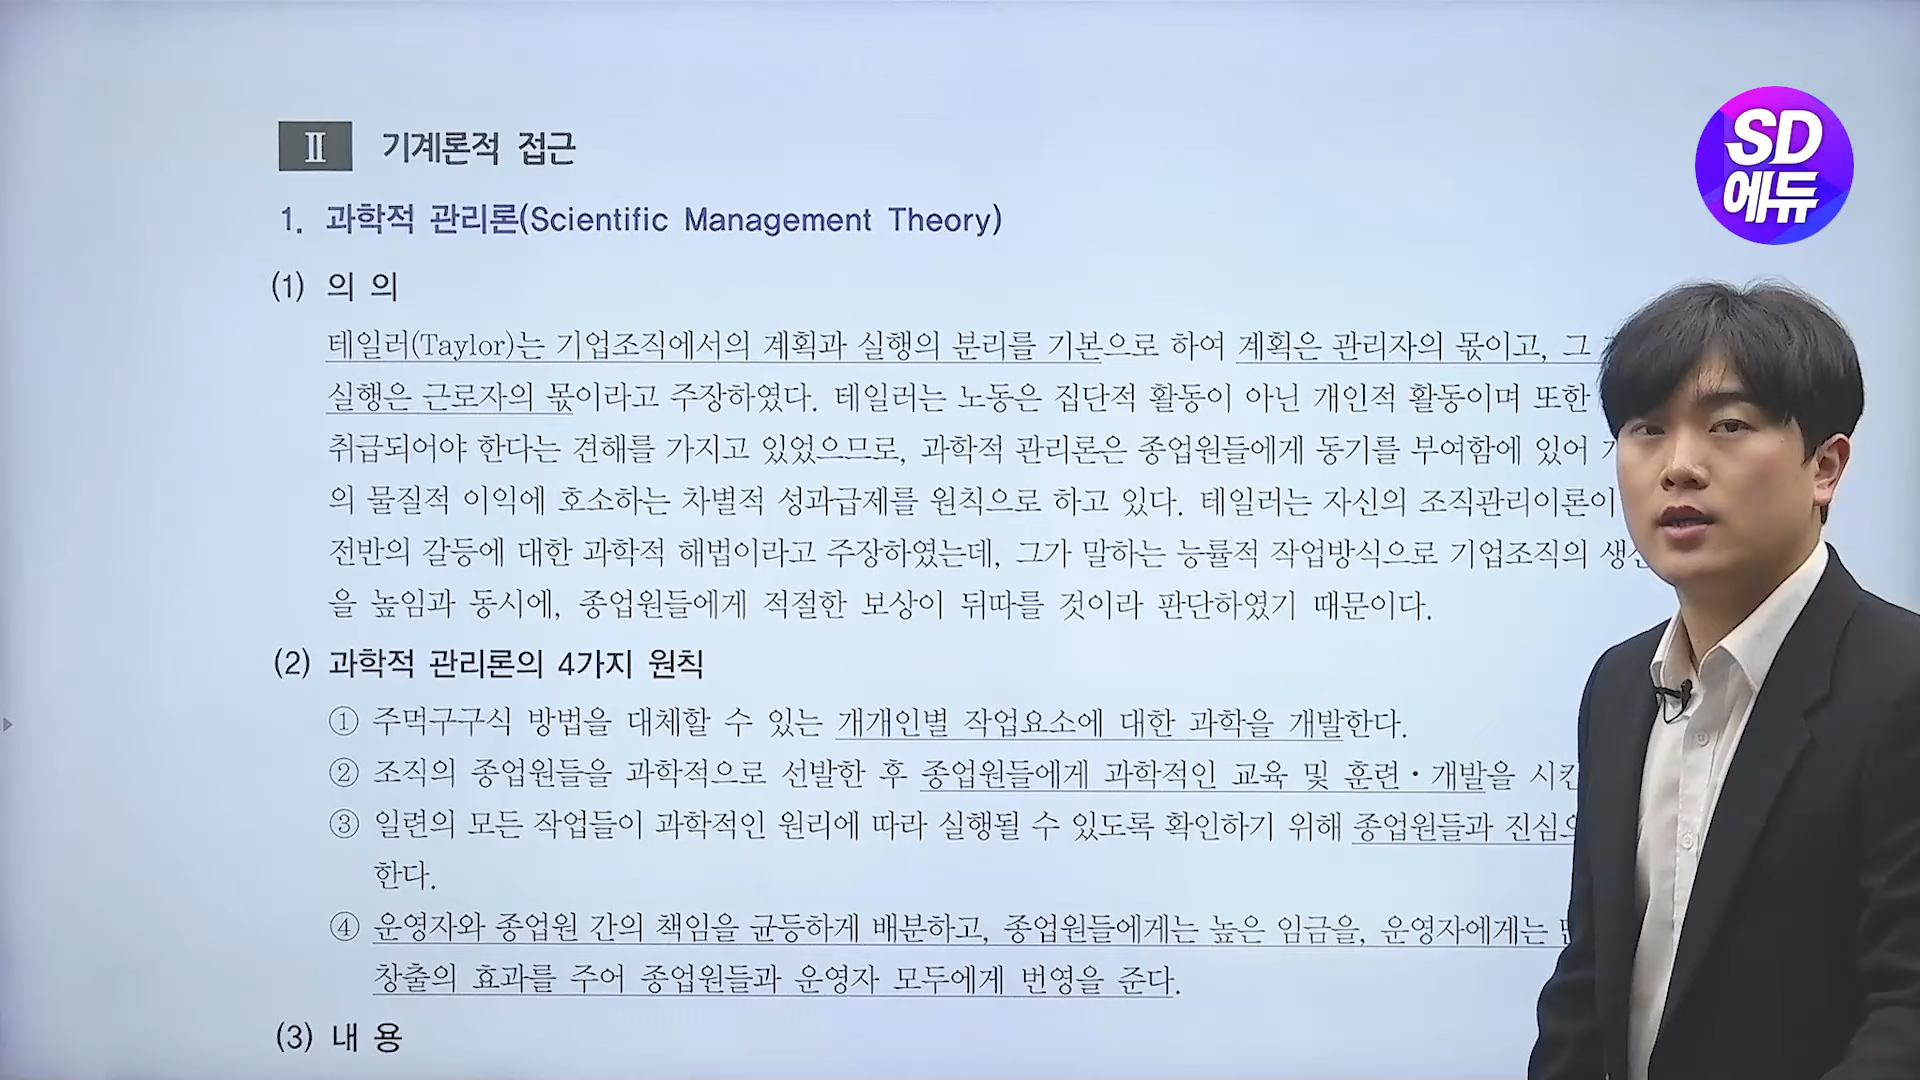 Ⅱ 기계론적 접근
SD
에듀
1. 과학적 관리론(Scientific Management Theory)
(1) 의 의
테일러(Taylor)는 기업조직에서의 계획과 실행의 분리를 기본으로 하여 계획은 관리자의 몫이고, 그
실행은 근로자의 몫이라고 주장하였다. 테일러는 노동은 집단적 활동이 아닌 개인적 활동이며 또한
취급되어야 한다는 견해를 가지고 있었으므로, 과학적 관리론은 종업원들에게 동기를 부여함에 있어
의 물질적 이익에 호소하는 차별적 성과급제를 원칙으로 하고 있다. 테일러는 자신의 조직관리이론이
전반의 갈등에 대한 과학적 해법이라고 주장하였는데, 그가 말하는 능률적 작업방식으로 기업조직의
을 높임과 동시에, 종업원들에게 적절한 보상이 뒤따를 것이라 판단하였기 때문이다.
(2) 과학적 관리론의 4가지 원칙
① 주먹구구식 방법을 대체할 수 있는 개개인별 작업요소에 대한 과학을 개발한다.
② 조직의 종업원들을 과학적으로 선발한 후 종업원들에게 과학적인 교육 및 훈련·개발을
③ 일련의 모든 작업들이 과학적인 원리에 따라 실행될 수 있도록 확인하기 위해 종업원들과
한다.
④ 운영자와 종업원 간의 책임을 균등하게 배분하고, 종업원들에게는 높은 임금을, 운영자에게는
창출의 효과를 주어 종업원들과 운영자 모두에게 번영을 준다.
(3) 내 용